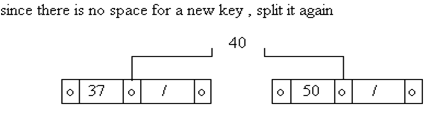 since there is no space for a new key , split it again
40
o 37 o / o o 50 o / o